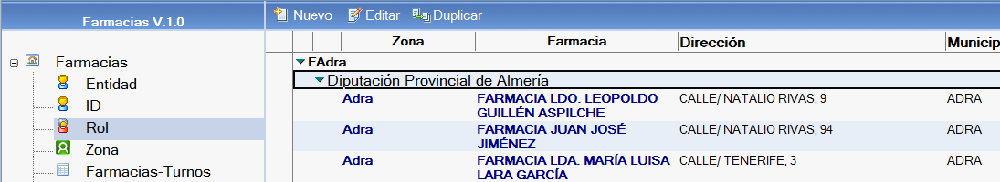 Farmacias V.1.0
Nuevo Editar Duplicar
Zona Farmacia Dirección
Farmacias
Entidad
ID
Rol
Zona
Farmacias-Turnos
FAdra
Diputación Provincial de Almería
Adra FARMACIA LDO. LEOPOLDO CALLE/ NATALIO RIVAS, 9 ADRA
GUILLÉN ASPILCHE
Adra FARMACIA JUAN JOSÉ CALLE/ NATALIO RIVAS, 94 ADRA
JIMÉNEZ
Adra FARMACIA LDA. MARÍA LUISA CALLE/ TENERIFE, 3 ADRA
LARA GARCÍA